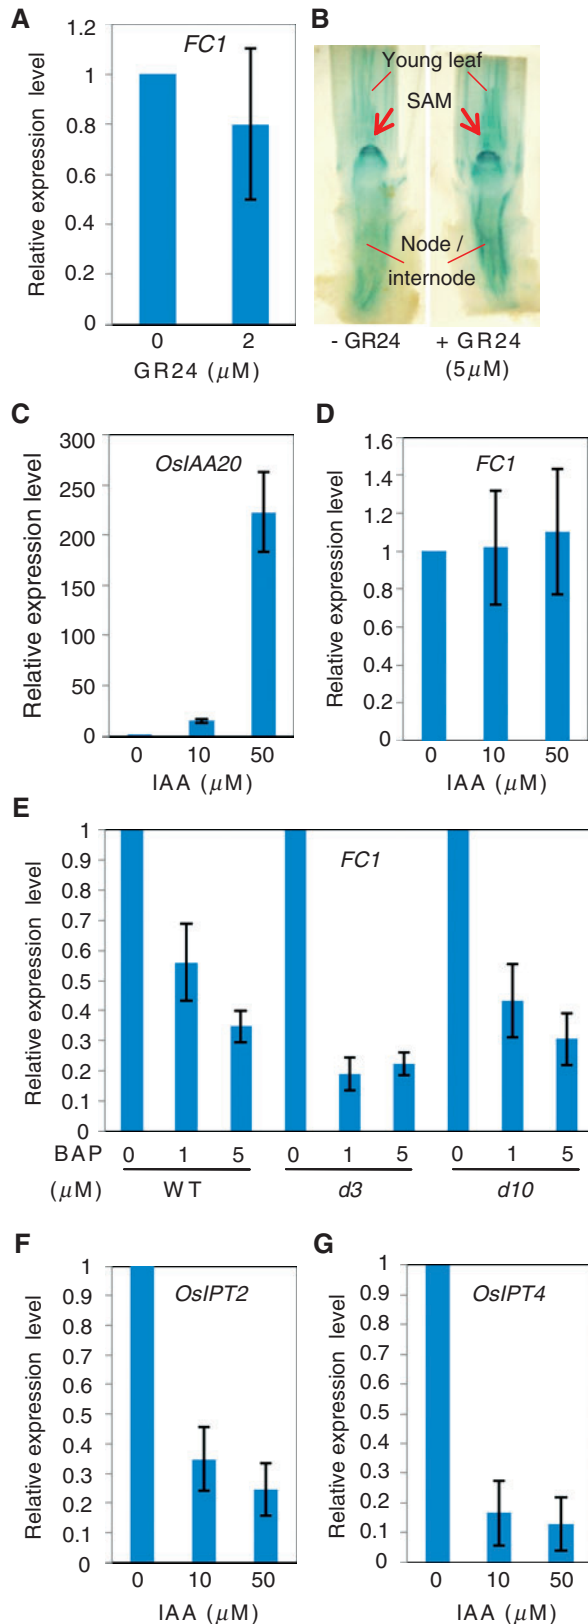 A
Relative expression level
1.2
1
0.8
0.6
0.4
0.2
0
FC1
0 2
GR24 (μM)
B
Young leaf
SAM
Node /
internode
- GR24 + GR24
(5μM)
C
Relative expression level
300
250
200
150
100
50
0
OsIAA20
0 10 50
IAA (μM)
D
Relative expression level
1.6
1.4
1.2
1
0.8
0.6
0.4
0.2
0
FC1
0 10 50
IAA (μM)
E
Relative expression level
1
0.9
0.8
0.7
0.6
0.5
0.4
0.3
0.2
0.1
0
FC1
BAP 0 1 5 0 1 5 0 1 5
(μM) WT d3 d10
F
Relative expression level
1
0.9
0.8
0.7
0.6
0.5
0.4
0.3
0.2
0.1
0
OsIPT2
0 10 50
IAA (μM)
G
Relative expression level
1
0.9
0.8
0.7
0.6
0.5
0.4
0.3
0.2
0.1
0
OsIPT4
0 10 50
IAA (μM)